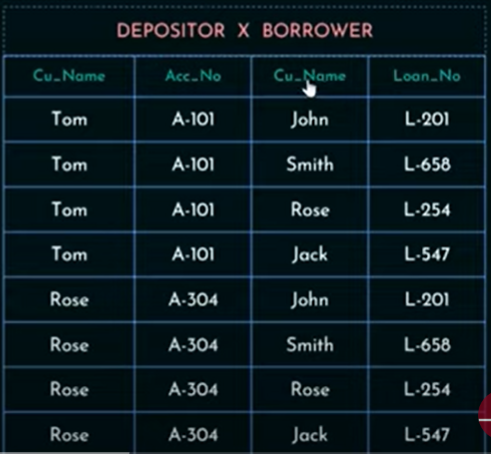 DEPOSITOR X BORROWER
Cu_Name Acc_No Cu_Name Loan_No
Tom A-101 John L-201
Tom A-101 Smith L-658
Tom A-101 Rose L-254
Tom A-101 Jack L-547
Rose A-304 John L-201
Rose A-304 Smith L-658
Rose A-304 Rose L-254
Rose A-304 Jack L-547